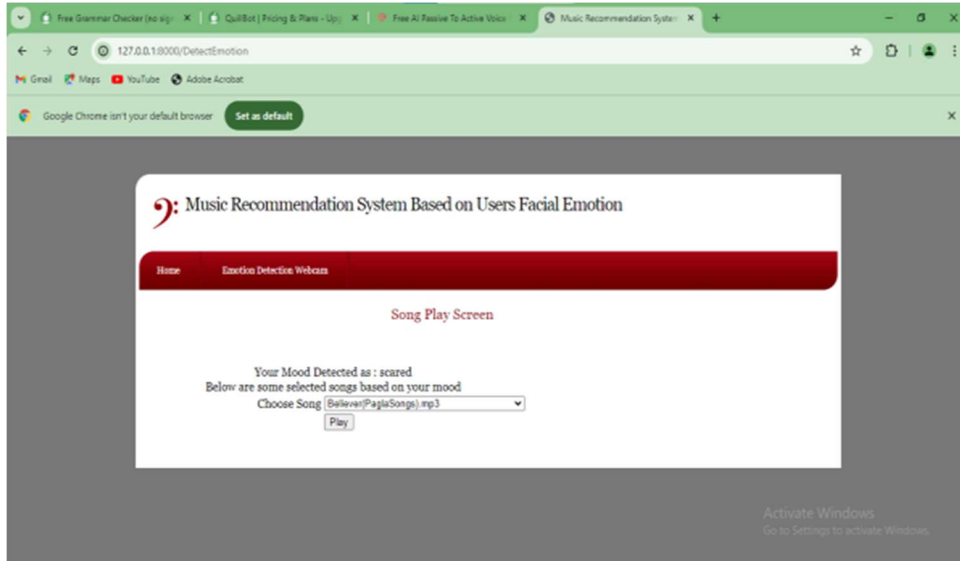 Free Grammar Checker (no sig
QuillBot | Pricing & Plans - Upg
Free AI Passive To Active Voice
Music Recommendation System
127.0.0.1:8000/DetectEmotion
Gmail Maps YouTube Adobe Acrobat
Google Chrome isn't your default browser Set as default
Music Recommendation System Based on Users Facial Emotion
Home Emotion Detection Webcam
Song Play Screen
Your Mood Detected as : scared
Below are some selected songs based on your mood
Choose Song Believer(PaglaSongs).mp3
Play
Activate Windows
Go to Settings to activate Windows.